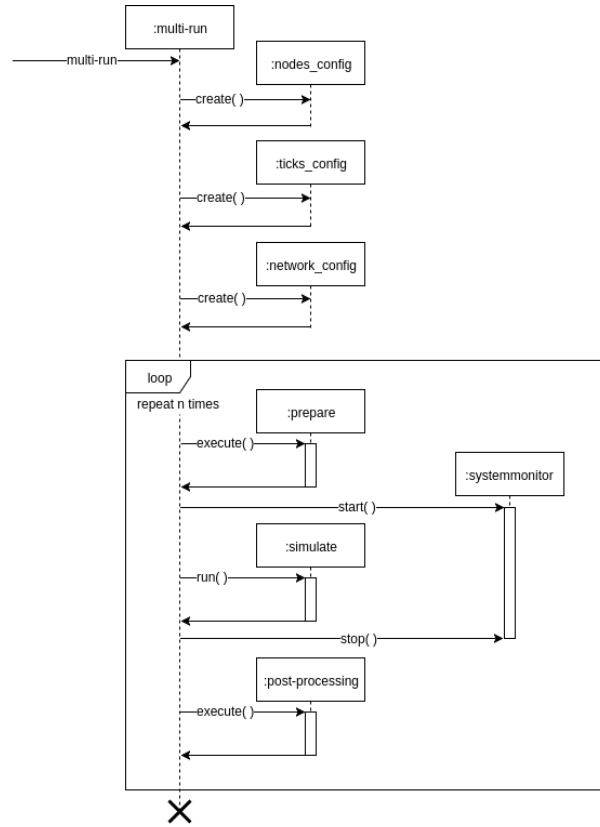 :multi-run
multi-run
:nodes_config
create( )
:ticks_config
create( )
:network_config
create( )
loop
repeat n times
:prepare
execute( )
:systemmonitor
start( )
:simulate
run( )
stop( )
:post-processing
execute( )